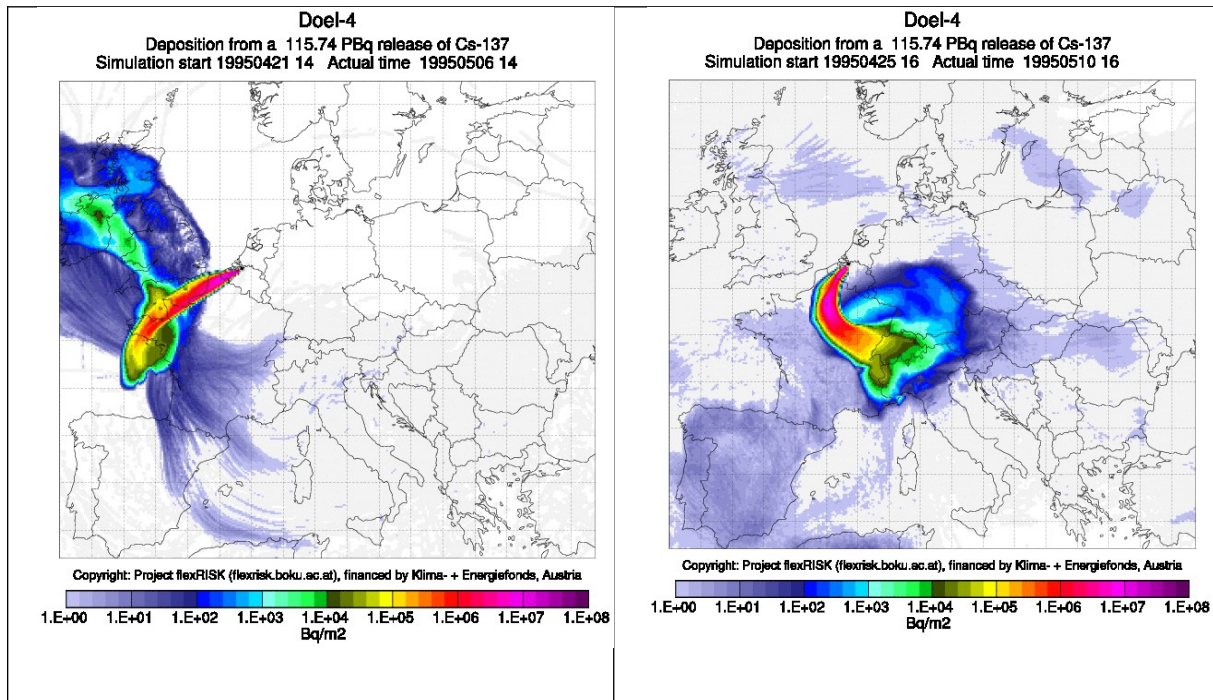 Doel-4
Deposition from a 115.74 PBq release of Cs-137
Simulation start 19950421 14 Actual time 19950506 14
Copyright: Project flexRISK (flexrisk.boku.ac.at), financed by Klima- + Energiefonds, Austria
1.E+00 1.E+01 1.E+02 1.E+03 1.E+04 1.E+05 1.E+06 1.E+07 1.E+08
Bq/m2
Doel-4
Deposition from a 115.74 PBq release of Cs-137
Simulation start 19950425 16 Actual time 19950510 16
Copyright: Project flexRISK (flexrisk.boku.ac.at), financed by Klima- + Energiefonds, Austria
1.E+00 1.E+01 1.E+02 1.E+03 1.E+04 1.E+05 1.E+06 1.E+07 1.E+08
Bq/m2